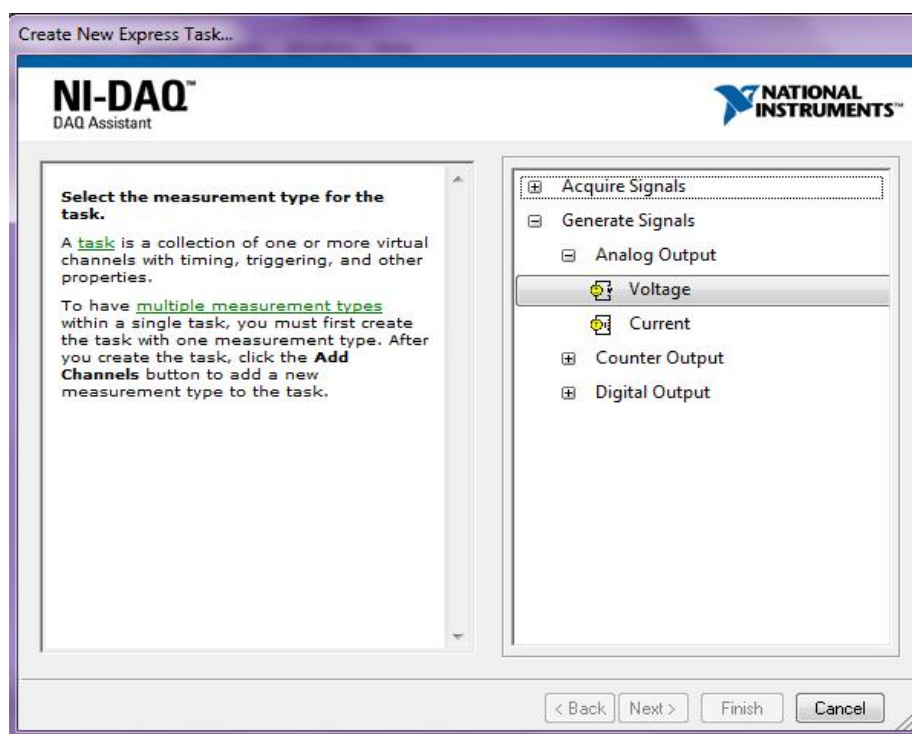 Create New Express Task...
NI-DAQ™
DAQ Assistant
NATIONAL
INSTRUMENTS™
Select the measurement type for the
task.
A task is a collection of one or more virtual
channels with timing, triggering, and other
properties.
To have multiple measurement types
within a single task, you must first create
the task with one measurement type. After
you create the task, click the Add
Channels button to add a new
measurement type to the task.
Acquire Signals
Generate Signals
Analog Output
Voltage
Current
Counter Output
Digital Output
< Back Next > Finish Cancel